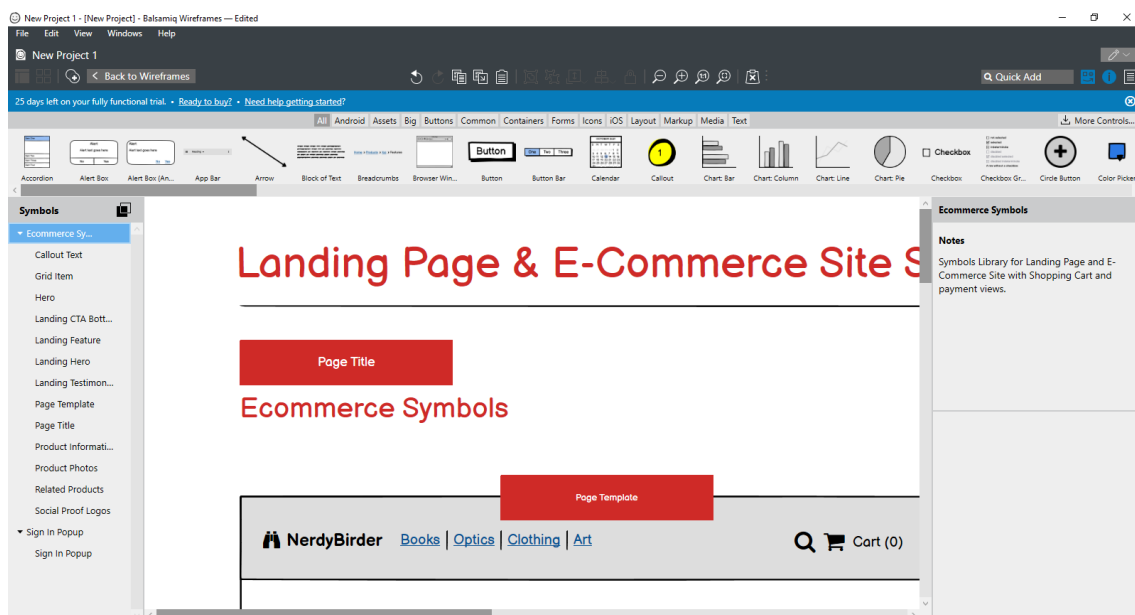 New Project 1 - [New Project] - Balsamiq Wireframes — Edited
File Edit View Windows Help
New Project 1
< Back to Wireframes
Quick Add
25 days left on your fully functional trial. • Ready to buy? • Need help getting started?
All Android Assets Big Buttons Common Containers Forms Icons iOS Layout Markup Media Text
More Controls...
Button
One Two Three
1
Checkbox
Accordion Alert Box Alert Box (An... App Bar Arrow Block of Text Breadcrumbs Browser Win... Button Button Bar Calendar Callout Chart: Bar Chart: Column Chart: Line Chart: Pie Checkbox Checkbox Gr... Circle Button Color Picker
Symbols
Ecommerce Sy...
Callout Text
Grid Item
Hero
Landing CTA Bott...
Landing Feature
Landing Hero
Landing Testimon...
Page Template
Page Title
Product Informati...
Product Photos
Related Products
Social Proof Logos
Sign In Popup
Sign In Popup
Landing Page & E-Commerce Site S
Page Title
Ecommerce Symbols
Page Template
NerdyBirder Books Optics Clothing Art
Cart (0)
Ecommerce Symbols
Notes
Symbols Library for Landing Page and E-
Commerce Site with Shopping Cart and
payment views.